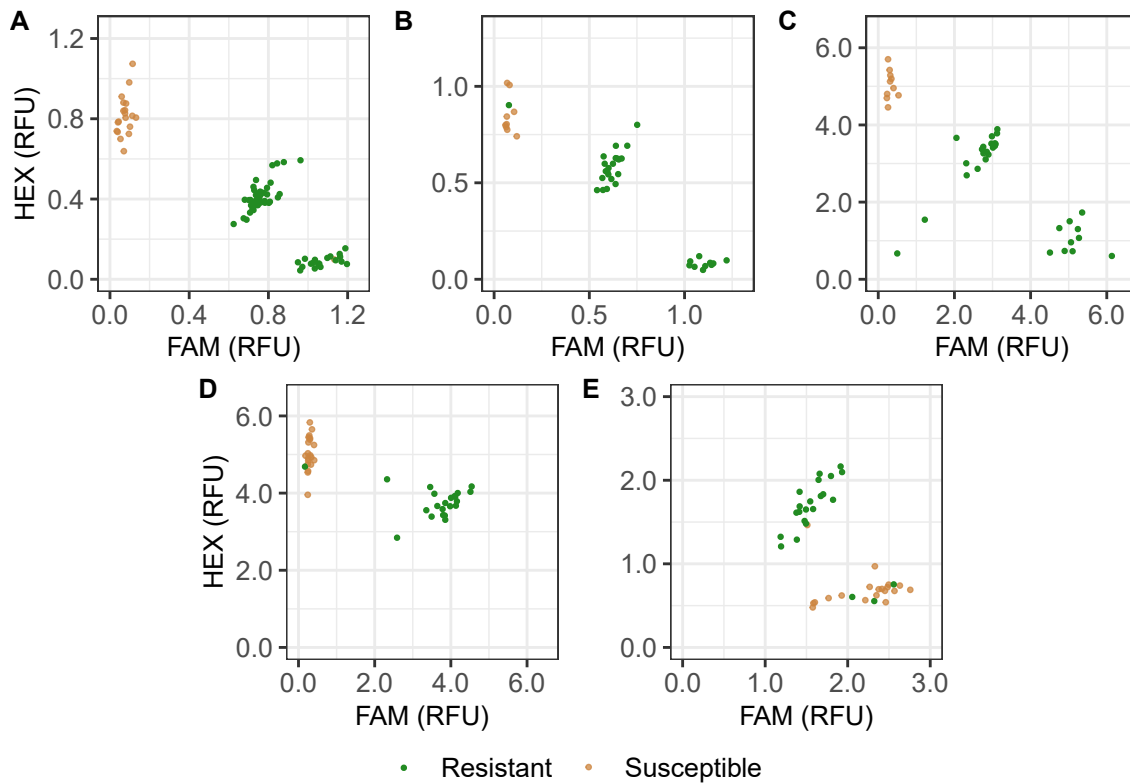 A
B
C
HEX (RFU)
1.2
0.8
0.4
0.0
0.0 0.4 0.8 1.2
FAM (RFU)
1.0
0.5
0.0
0.0 0.5 1.0
FAM (RFU)
6.0
4.0
2.0
0.0
0.0 2.0 4.0 6.0
FAM (RFU)
D
E
HEX (RFU)
6.0
4.0
2.0
0.0
0.0 2.0 4.0 6.0
FAM (RFU)
3.0
2.0
1.0
0.0
0.0 1.0 2.0 3.0
FAM (RFU)
Resistant Susceptible